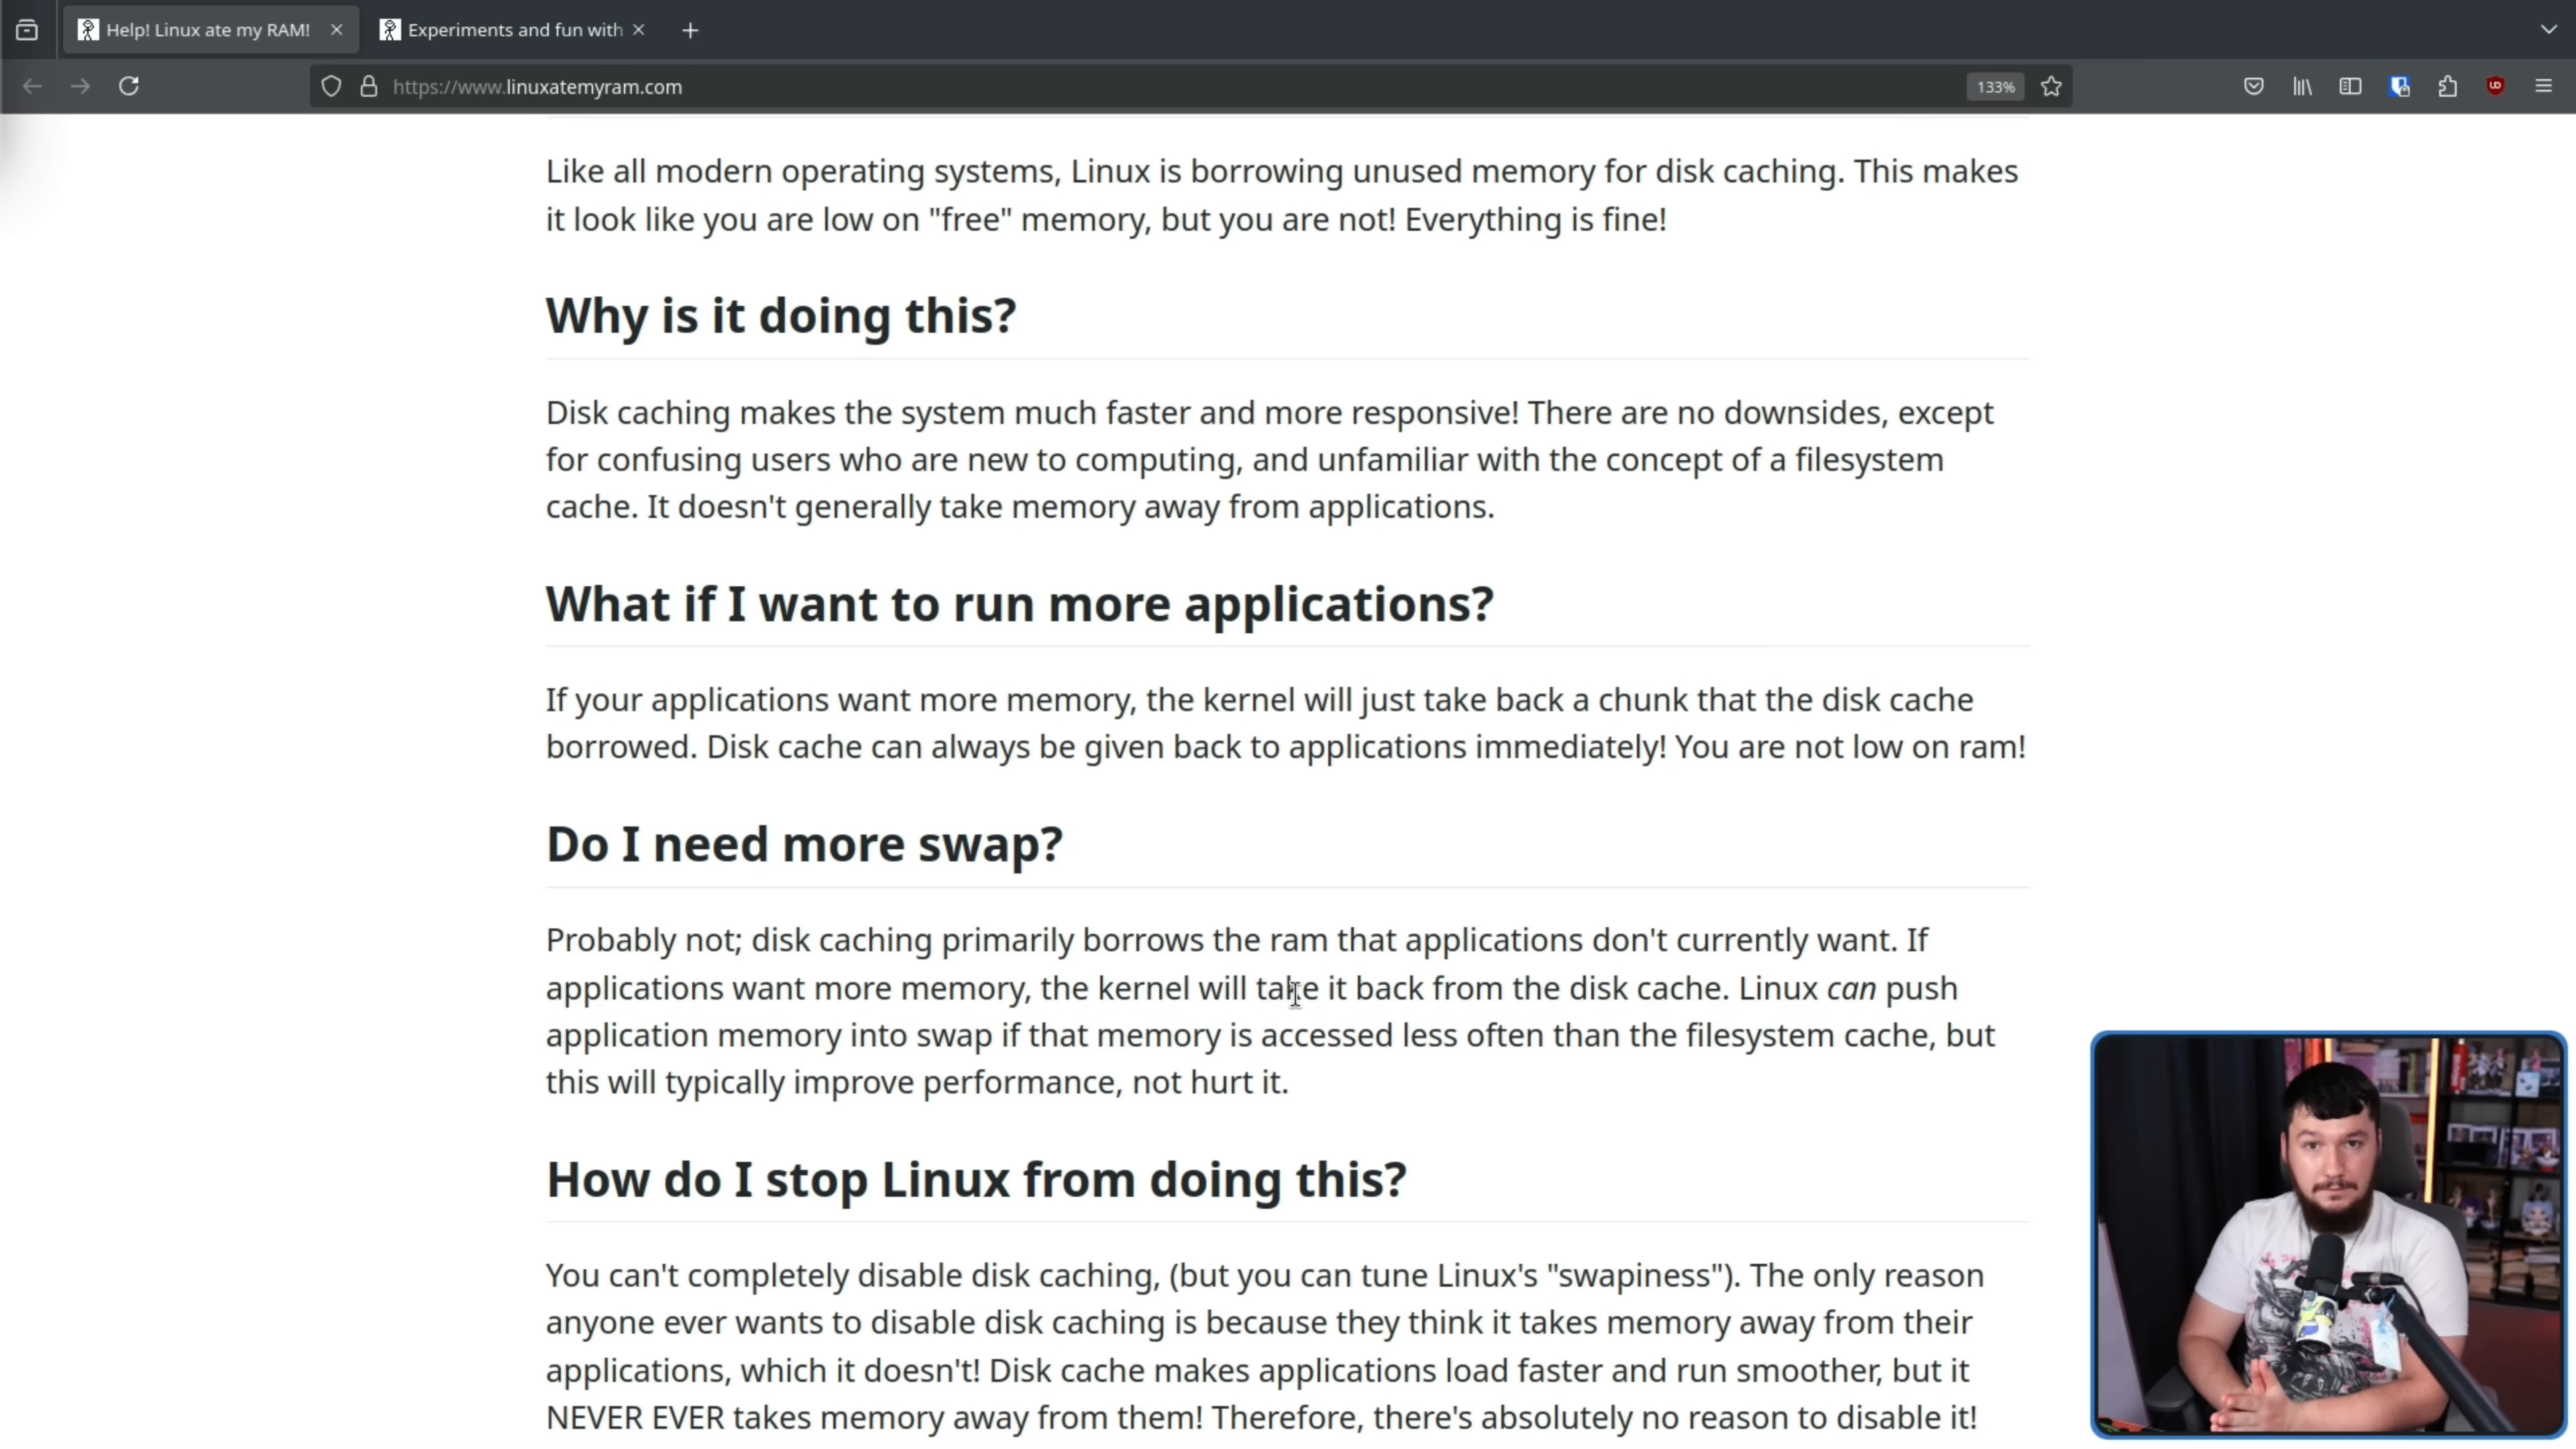 Help! Linux ate my RAM!
Experiments and fun with
https://www.linuxatemyram.com
133%
Like all modern operating systems, Linux is borrowing unused memory for disk caching. This makes
it look like you are low on "free" memory, but you are not! Everything is fine!
Why is it doing this?
Disk caching makes the system much faster and more responsive! There are no downsides, except
for confusing users who are new to computing, and unfamiliar with the concept of a filesystem
cache. It doesn't generally take memory away from applications.
What if I want to run more applications?
If your applications want more memory, the kernel will just take back a chunk that the disk cache
borrowed. Disk cache can always be given back to applications immediately! You are not low on ram!
Do I need more swap?
Probably not; disk caching primarily borrows the ram that applications don't currently want. If
applications want more memory, the kernel will take it back from the disk cache. Linux can push
application memory into swap if that memory is accessed less often than the filesystem cache, but
this will typically improve performance, not hurt it.
How do I stop Linux from doing this?
You can't completely disable disk caching, (but you can tune Linux's "swapiness"). The only reason
anyone ever wants to disable disk caching is because they think it takes memory away from their
applications, which it doesn't! Disk cache makes applications load faster and run smoother, but it
NEVER EVER takes memory away from them! Therefore, there's absolutely no reason to disable it!